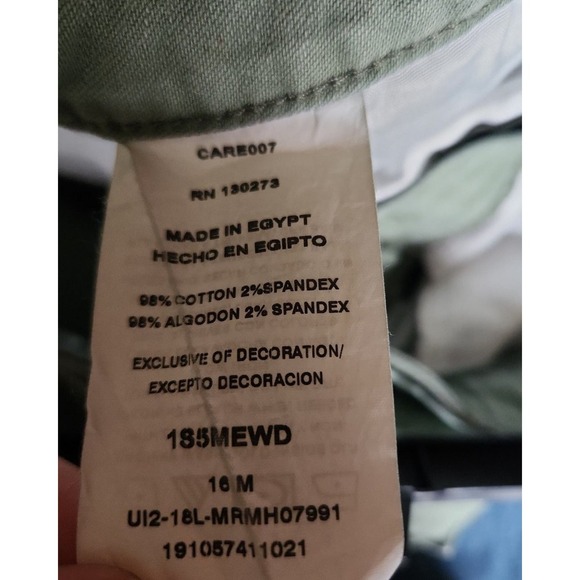 CARE007
RN 130273
MADE IN EGYPT
HECHO EN EGIPTO
98% COTTON 2%SPANDEX
98% ALGODON 2% SPANDEX
EXCLUSIVE OF DECORATION/
EXCEPTO DECORACION
1S5MEWD
16 M
UI2-16L-MRMH07991
191057411021